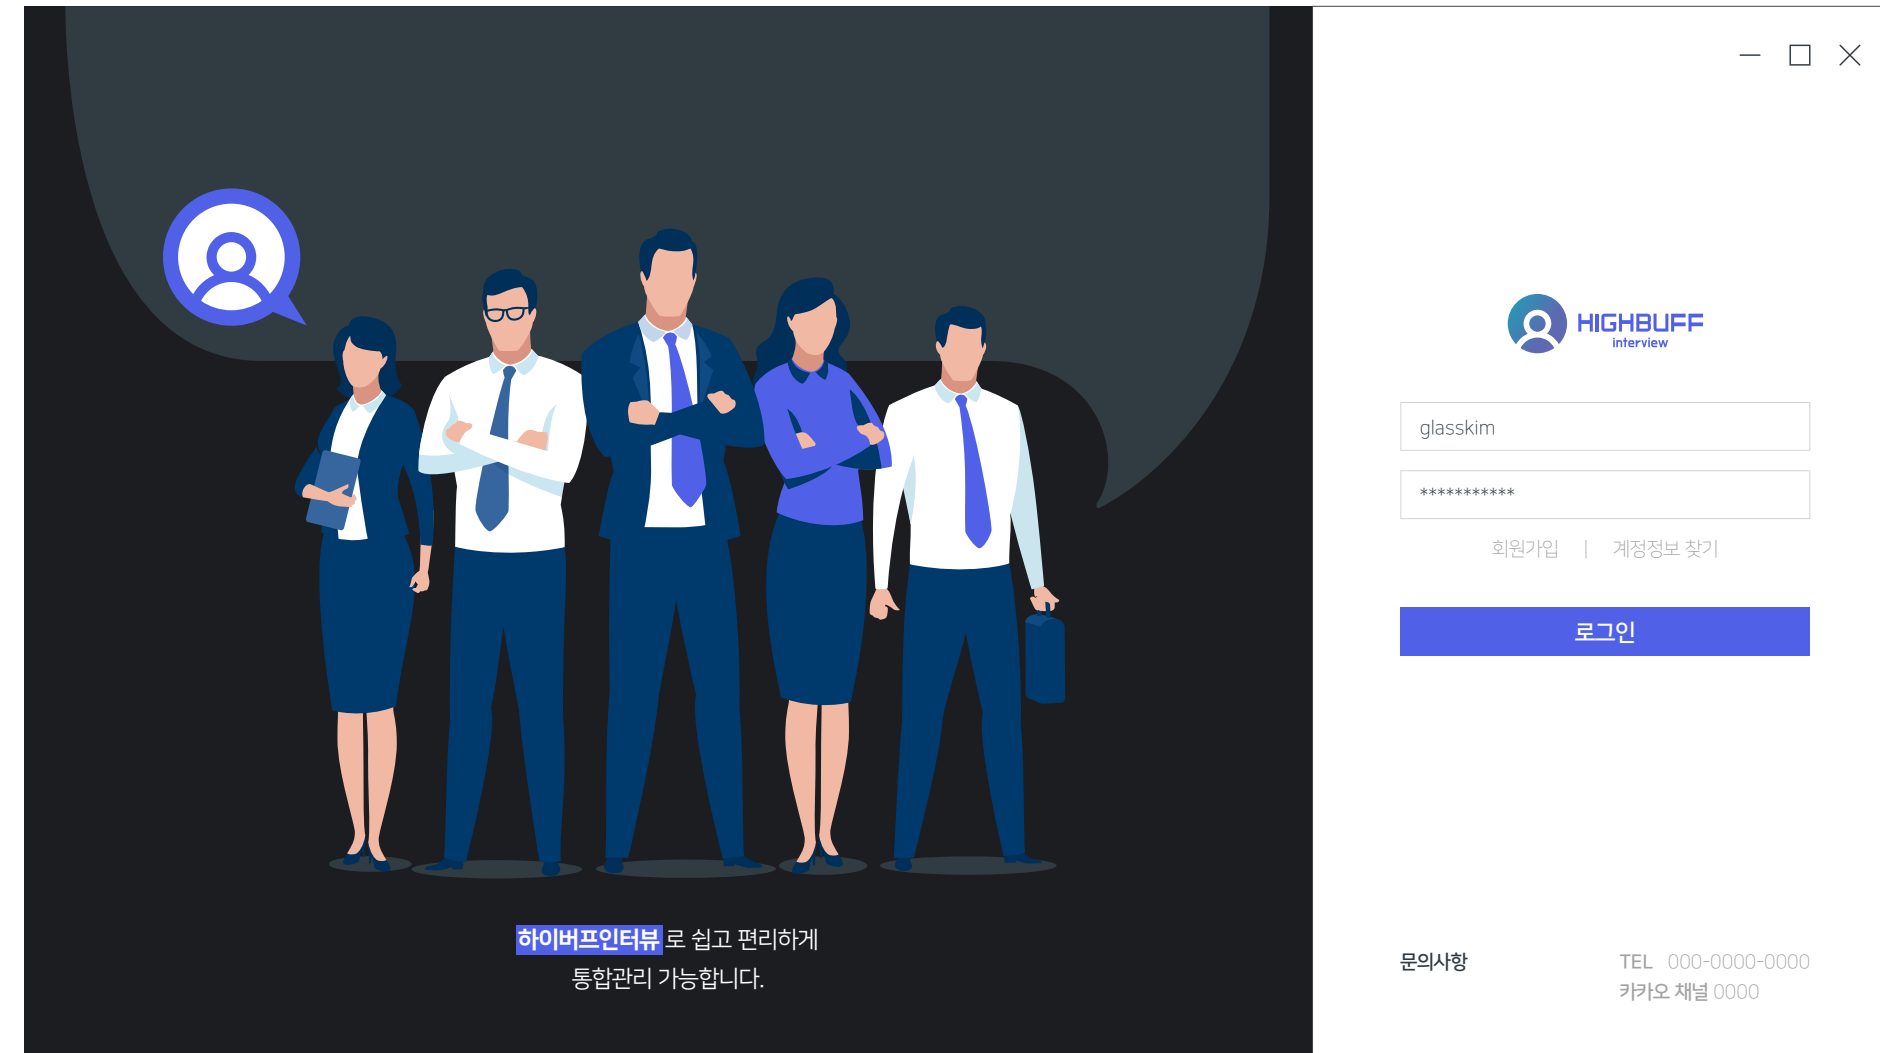 하이버프인터뷰 로 쉽고 편리하게
통합관리 가능합니다.
HIGHBUFF
interview
glasskim
***********
회원가입 | 계정정보 찾기
로그인
문의사항 TEL 000-0000-0000
카카오 채널 0000